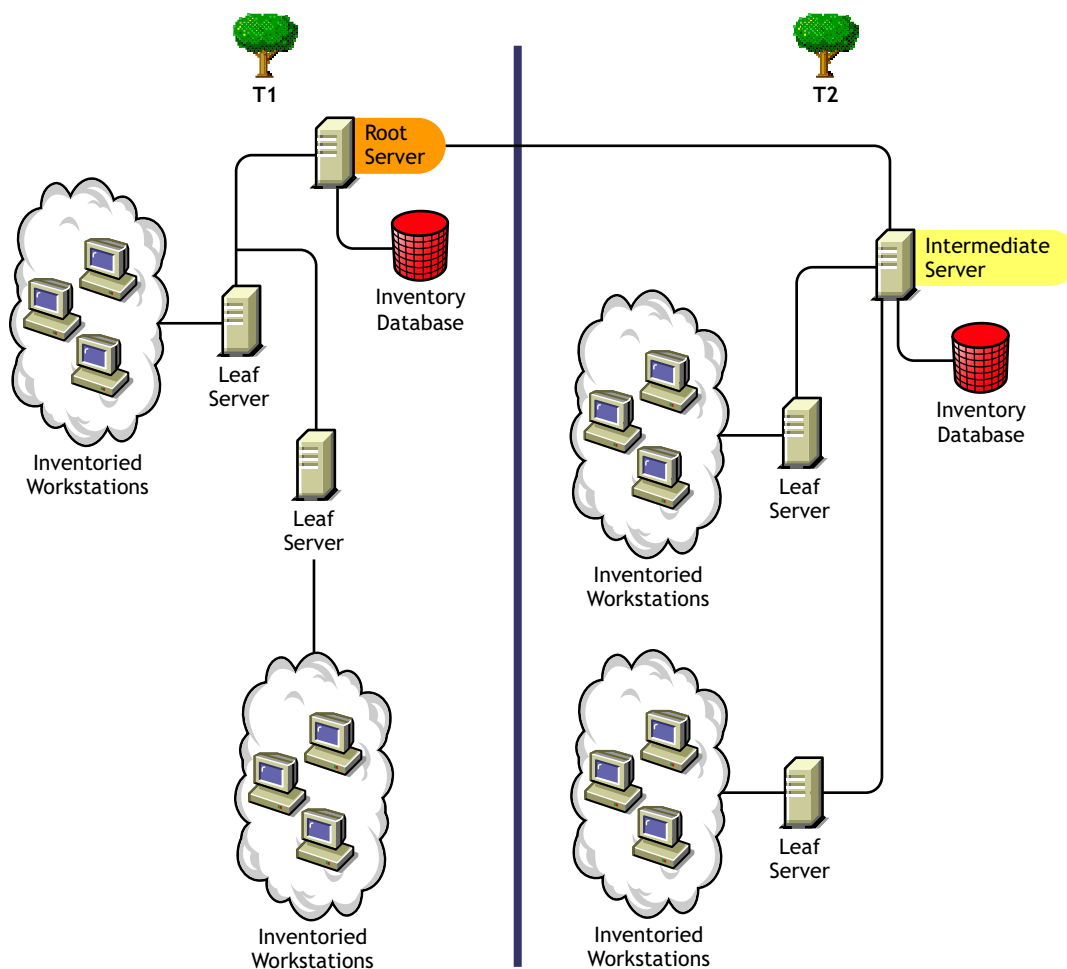 T1
T2
Root
Server
Intermediate
Server
Inventory
Database
Leaf
Server
Inventoried
Workstations
Inventory
Database
Leaf
Server
Leaf
Server
Inventoried
Workstations
Leaf
Server
Inventoried
Workstations
Inventoried
Workstations